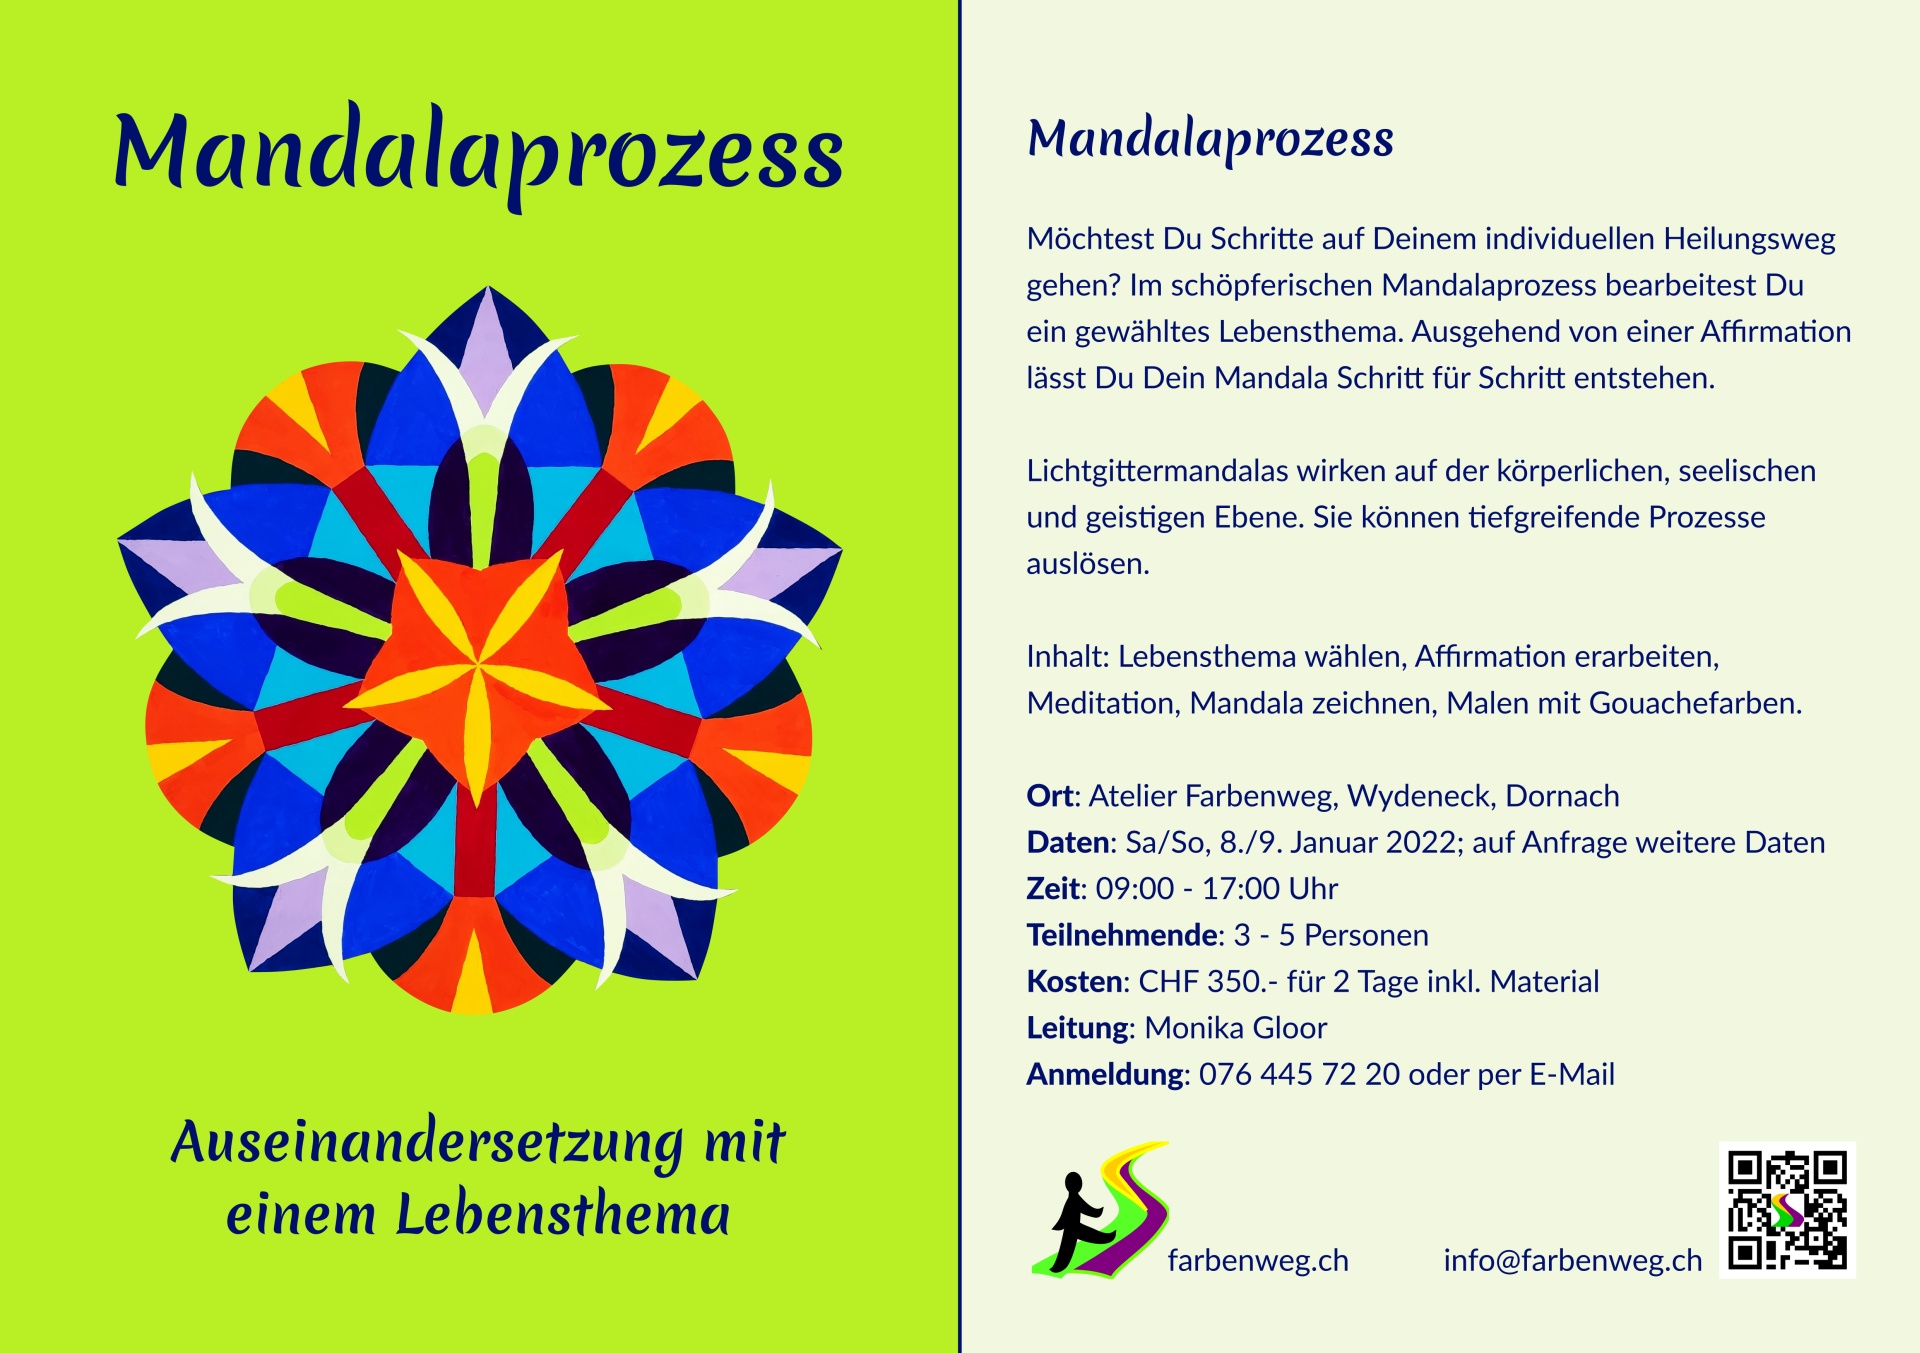 Mandalaprozess
Auseinandersetzung mit
einem Lebensthema
Mandalaprozess
Möchtest Du Schritte auf Deinem individuellen Heilungsweg
gehen? Im schöpferischen Mandalaprozess bearbeitest Du
ein gewähltes Lebensthema. Ausgehend von einer Affirmation
lässt Du Dein Mandala Schritt für Schritt entstehen.
Lichtgittermandalas wirken auf der körperlichen, seelischen
und geistigen Ebene. Sie können tiefgreifende Prozesse
auslösen.
Inhalt: Lebensthema wählen, Affirmation erarbeiten,
Meditation, Mandala zeichnen, Malen mit Gouachefarben.
Ort: Atelier Farbenweg, Wydeneck, Dornach
Daten: Sa/So, 8./9. Januar 2022; auf Anfrage weitere Daten
Zeit: 09:00 - 17:00 Uhr
Teilnehmende: 3 - 5 Personen
Kosten: CHF 350.- für 2 Tage inkl. Material
Leitung: Monika Gloor
Anmeldung: 076 445 72 20 oder per E-Mail
farbenweg.ch
info@farbenweg.ch